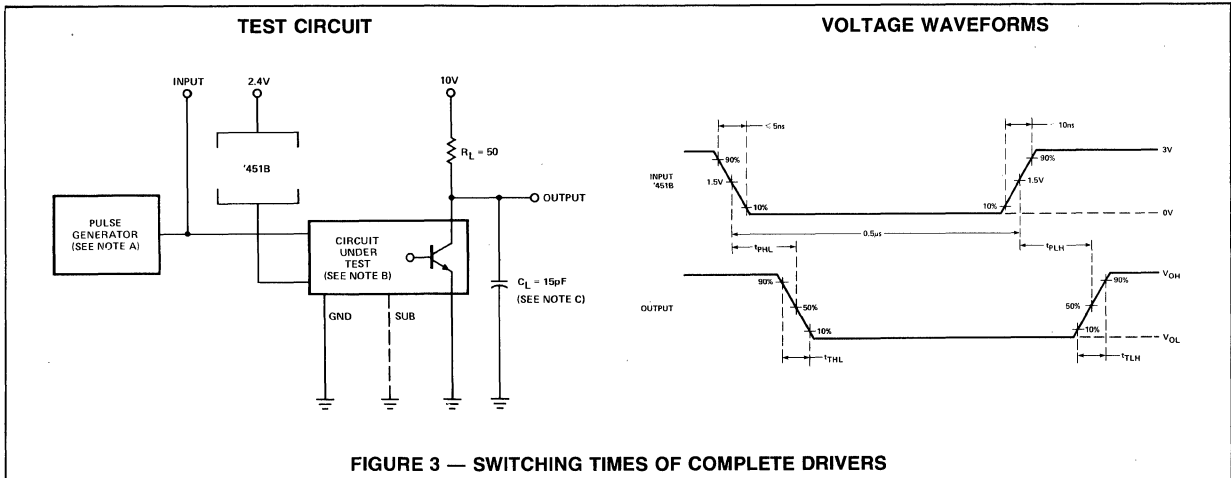 TEST CIRCUIT
INPUT
2.4V
10V
R_L = 50
'451B
OUTPUT
PULSE
GENERATOR
(SEE NOTE A)
CIRCUIT
UNDER
TEST
(SEE NOTE B)
C_L = 15pF
(SEE NOTE C)
GND
SUB
VOLTAGE WAVEFORMS
< 5ns
10ns
INPUT
'451B
90%
1.5V
10%
90%
1.5V
10%
3V
0V
0.5µs
t_PHL
t_PLH
OUTPUT
90%
50%
10%
90%
50%
10%
V_OH
V_OL
t_THL
t_TLH
FIGURE 3 — SWITCHING TIMES OF COMPLETE DRIVERS